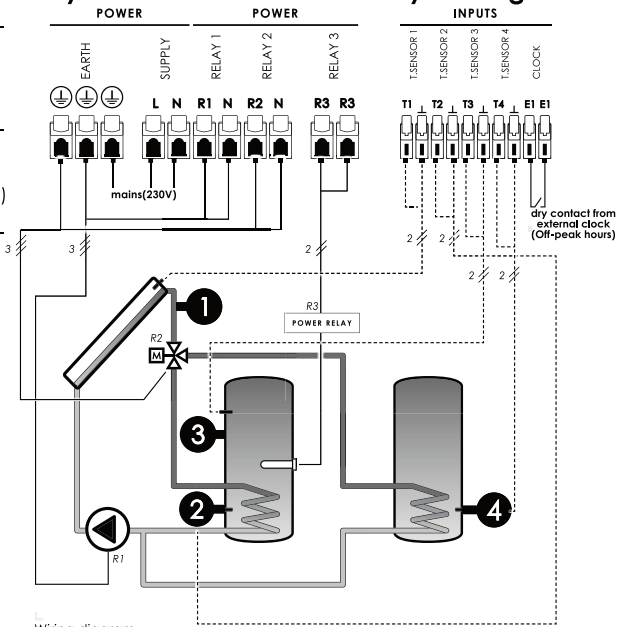 POWER
POWER
INPUTS
EARTH
SUPPLY
RELAY 1
RELAY 2
RELAY 3
T.SENSOR 1
T.SENSOR 2
T.SENSOR 3
T.SENSOR 4
CLOCK
L N R1 N R2 N R3 R3
T1 T2 T3 T4 E1 E1
mains(230V)
dry contact from
external clock
(Off-peak hours)
)
3
3
2
2
2
2
2
R3
POWER RELAY
1
R2
M
3
2
4
R1